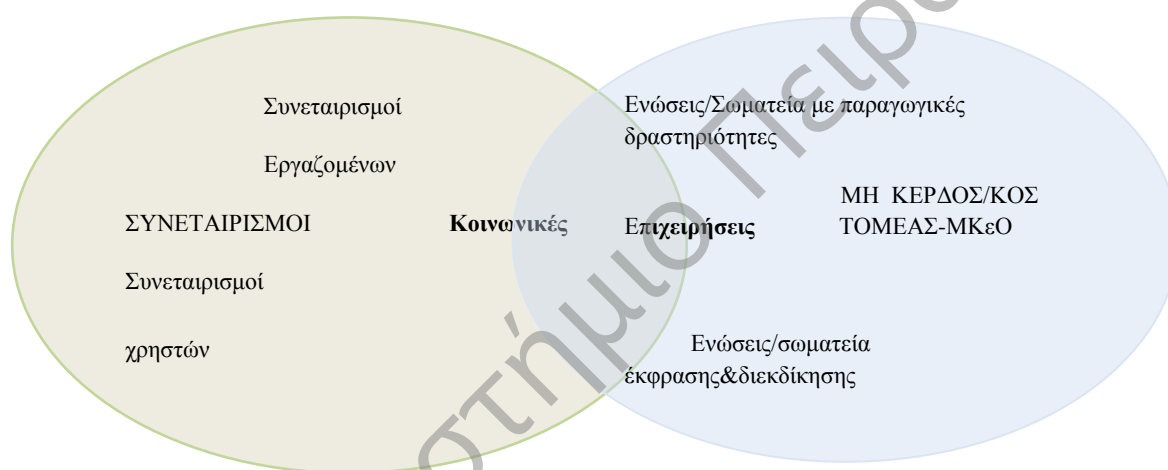 Συνεταιρισμοί
Εργαζομένων
ΣΥΝΕΤΑΙΡΙΣΜΟΙ
Συνεταιρισμοί
χρηστών
Κοινωνικές Επιχειρήσεις
Ενώσεις/Σωματεία με παραγωγικές
δραστηριότητες
ΜΗ ΚΕΡΔΟΣ/ΚΟΣ
ΤΟΜΕΑΣ-ΜΚεΟ
Ενώσεις/σωματεία
έκφρασης&διεκδίκησης